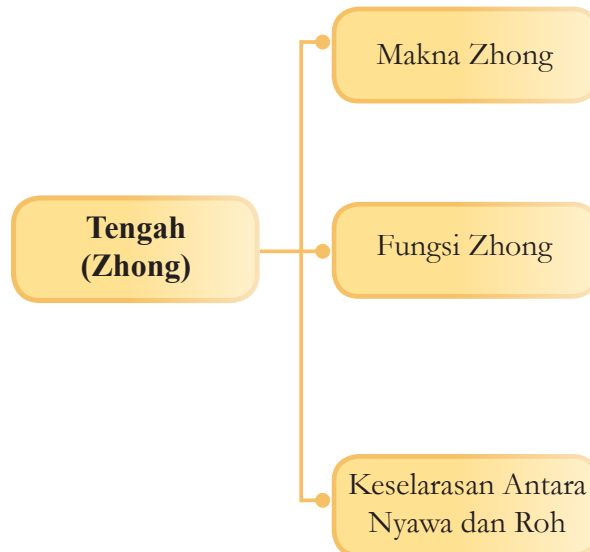 Makna Zhong
Tengah
(Zhong)
Fungsi Zhong
Keselarasan Antara
Nyawa dan Roh